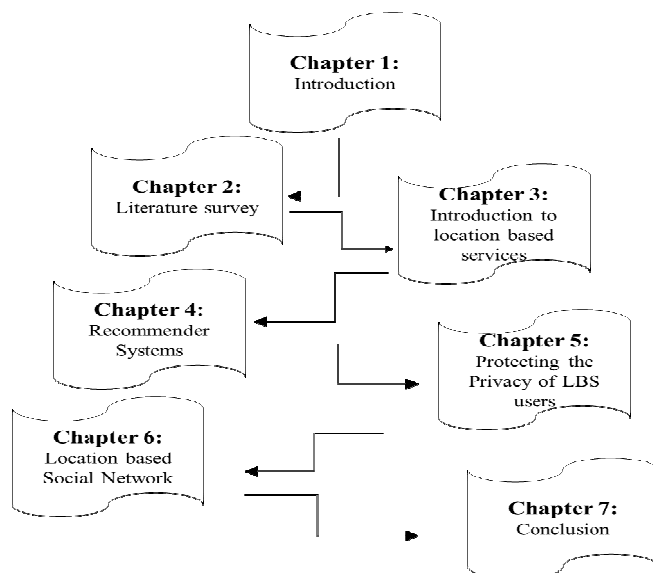 Chapter 1:
Introduction
Chapter 2:
Literature survey
Chapter 3:
Introduction to
location based
services
Chapter 4:
Recommender
Systems
Chapter 5:
Protecting the
Privacy of LBS
users
Chapter 6:
Location based
Social Network
Chapter 7:
Conclusion